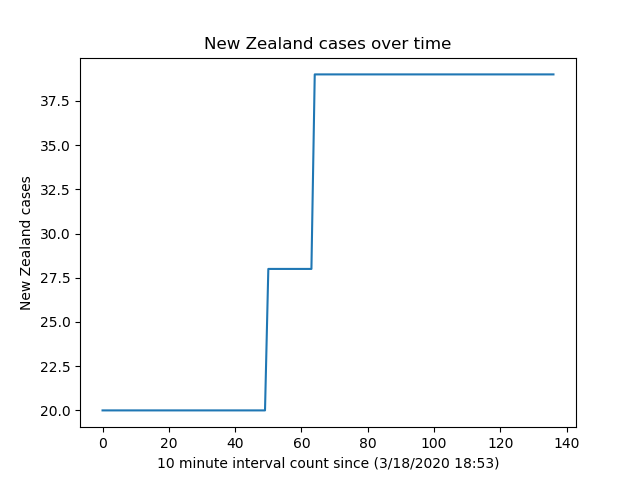 New Zealand cases over time
37.5
35.0
32.5
30.0
27.5
25.0
22.5
20.0
New Zealand cases
0 20 40 60 80 100 120 140
10 minute interval count since (3/18/2020 18:53)